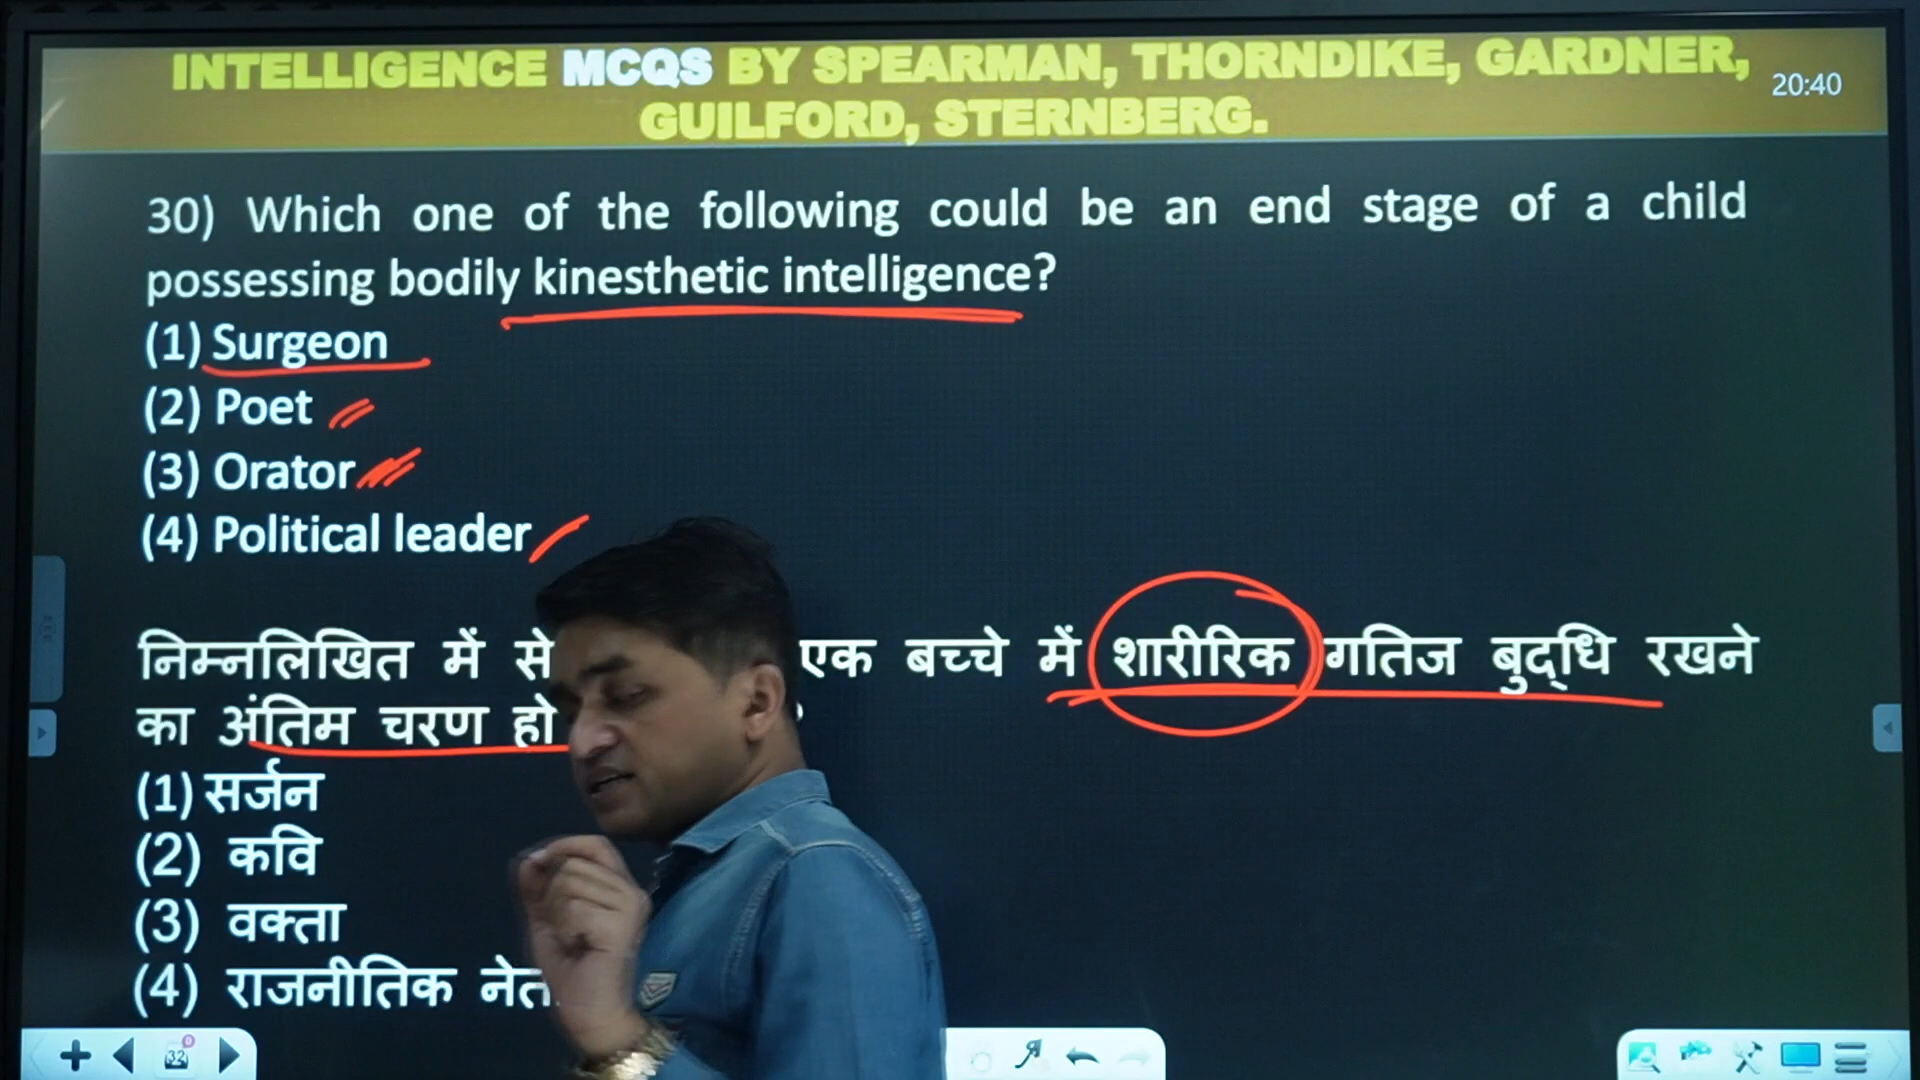 INTELLIGENCE MCQS BY SPEARMAN, THORNDIKE, GARDNER,
GUILFORD, STERNBERG.
20:40
30) Which one of the following could be an end stage of a child
possessing bodily kinesthetic intelligence?
(1) Surgeon
(2) Poet
(3) Orator
(4) Political leader
निम्नलिखित में से एक बच्चे में शारीरिक गतिज बुद्धि रखने
का अंतिम चरण हो
(1) सर्जन
(2) कवि
(3) वक्ता
(4) राजनीतिक
32